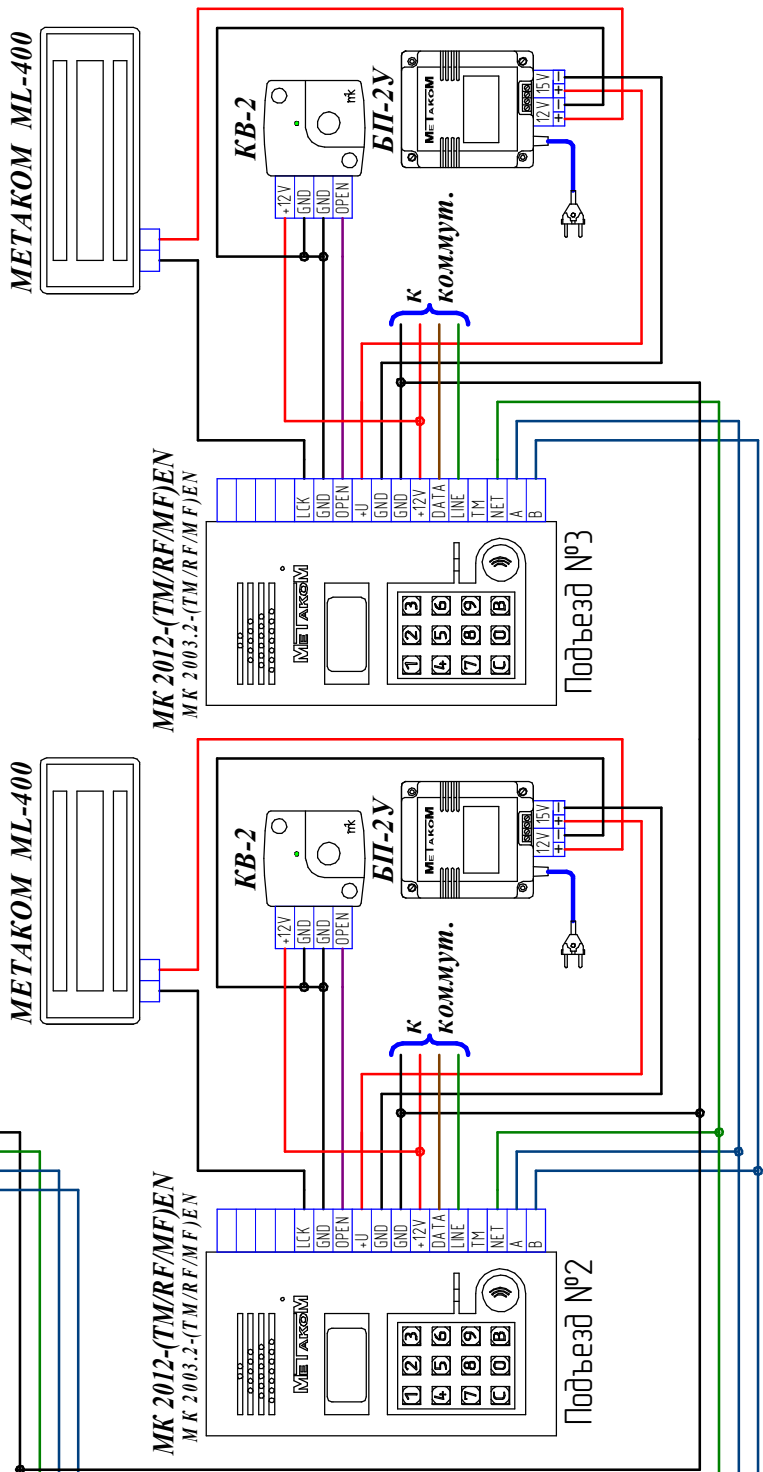 METAKOM ML-400
КВ-2
mk
+12V
GND
GND
OPEN
БП-2У
МЕТАКОМ
12V
15V
+
−
+
−
к
коммут.
МК 2012-(TM/RF/MF)EN
МК 2003.2-(TM/RF/MF)EN
LCK
GND
OPEN
+U
GND
GND
+12V
DATA
LINE
TM
NET
A
B
МЕТАКОМ
1 2 3
4 5 6
7 8 9
C 0 B
Подъезд №3
METAKOM ML-400
КВ-2
mk
+12V
GND
GND
OPEN
БП-2У
МЕТАКОМ
12V
15V
+
−
+
−
к
коммут.
МК 2012-(TM/RF/MF)EN
МК 2003.2-(TM/RF/MF)EN
LCK
GND
OPEN
+U
GND
GND
+12V
DATA
LINE
TM
NET
A
B
МЕТАКОМ
1 2 3
4 5 6
7 8 9
C 0 B
Подъезд №2